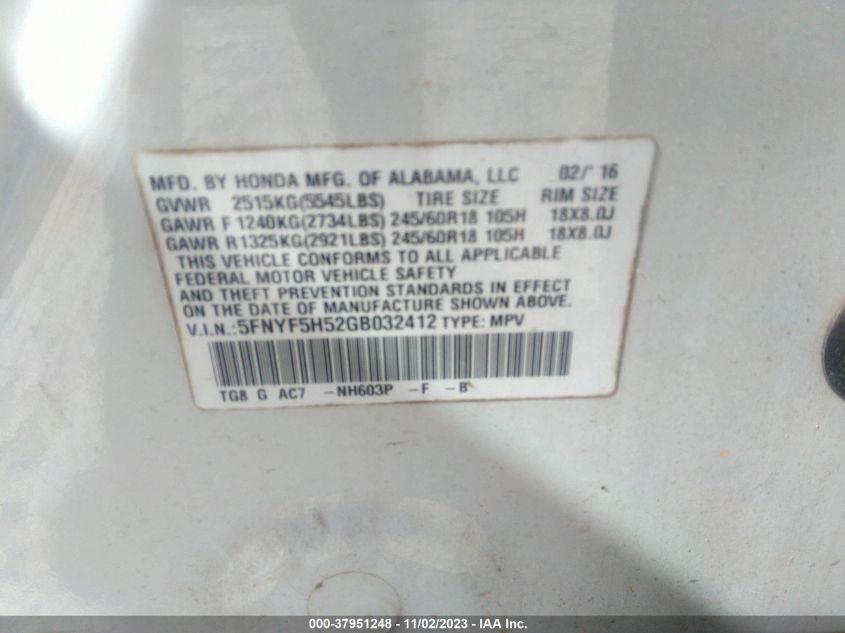 MFD. BY HONDA MFG. OF ALABAMA, LLC 02/ 16
GVWR 2515KG(5545LBS) TIRE SIZE RIM SIZE
GAWR F 1240KG(2734LBS) 245/60R18 105H 18X8.0J
GAWR R1325KG(2921LBS) 245/60R18 105H 18X8.0J
THIS VEHICLE CONFORMS TO ALL APPLICABLE
FEDERAL MOTOR VEHICLE SAFETY
AND THEFT PREVENTION STANDARDS IN EFFECT
ON THE DATE OF MANUFACTURE SHOWN ABOVE.
V.I.N.:5FNYF5H52GB032412 TYPE: MPV
TG8 G AC7 -NH603P -F -B
000-37951248 - 11/02/2023 - IAA Inc.